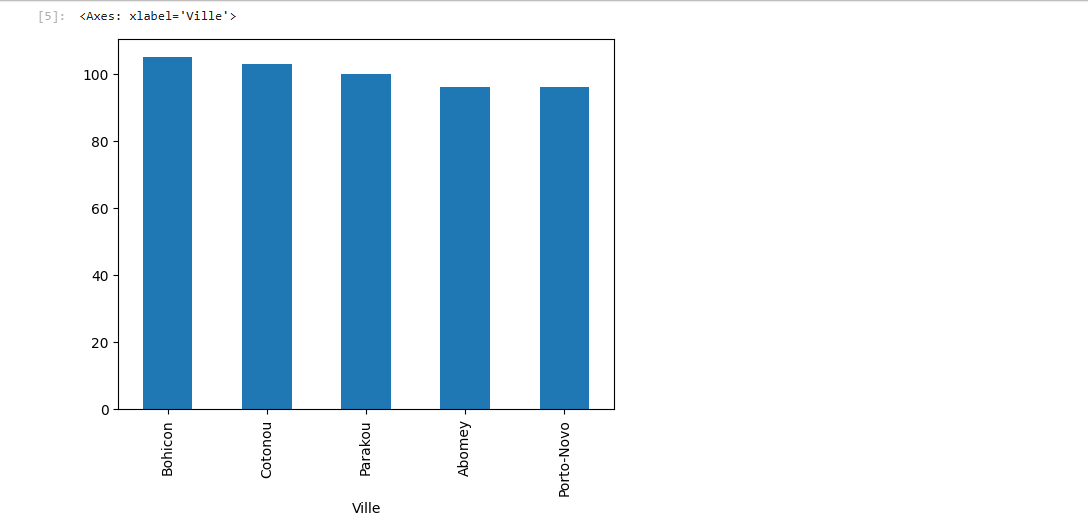 [5]: <Axes: xlabel='Ville'>
100
80
60
40
20
0
Bohicon
Cotonou
Parakou
Abomey
Porto-Novo
Ville